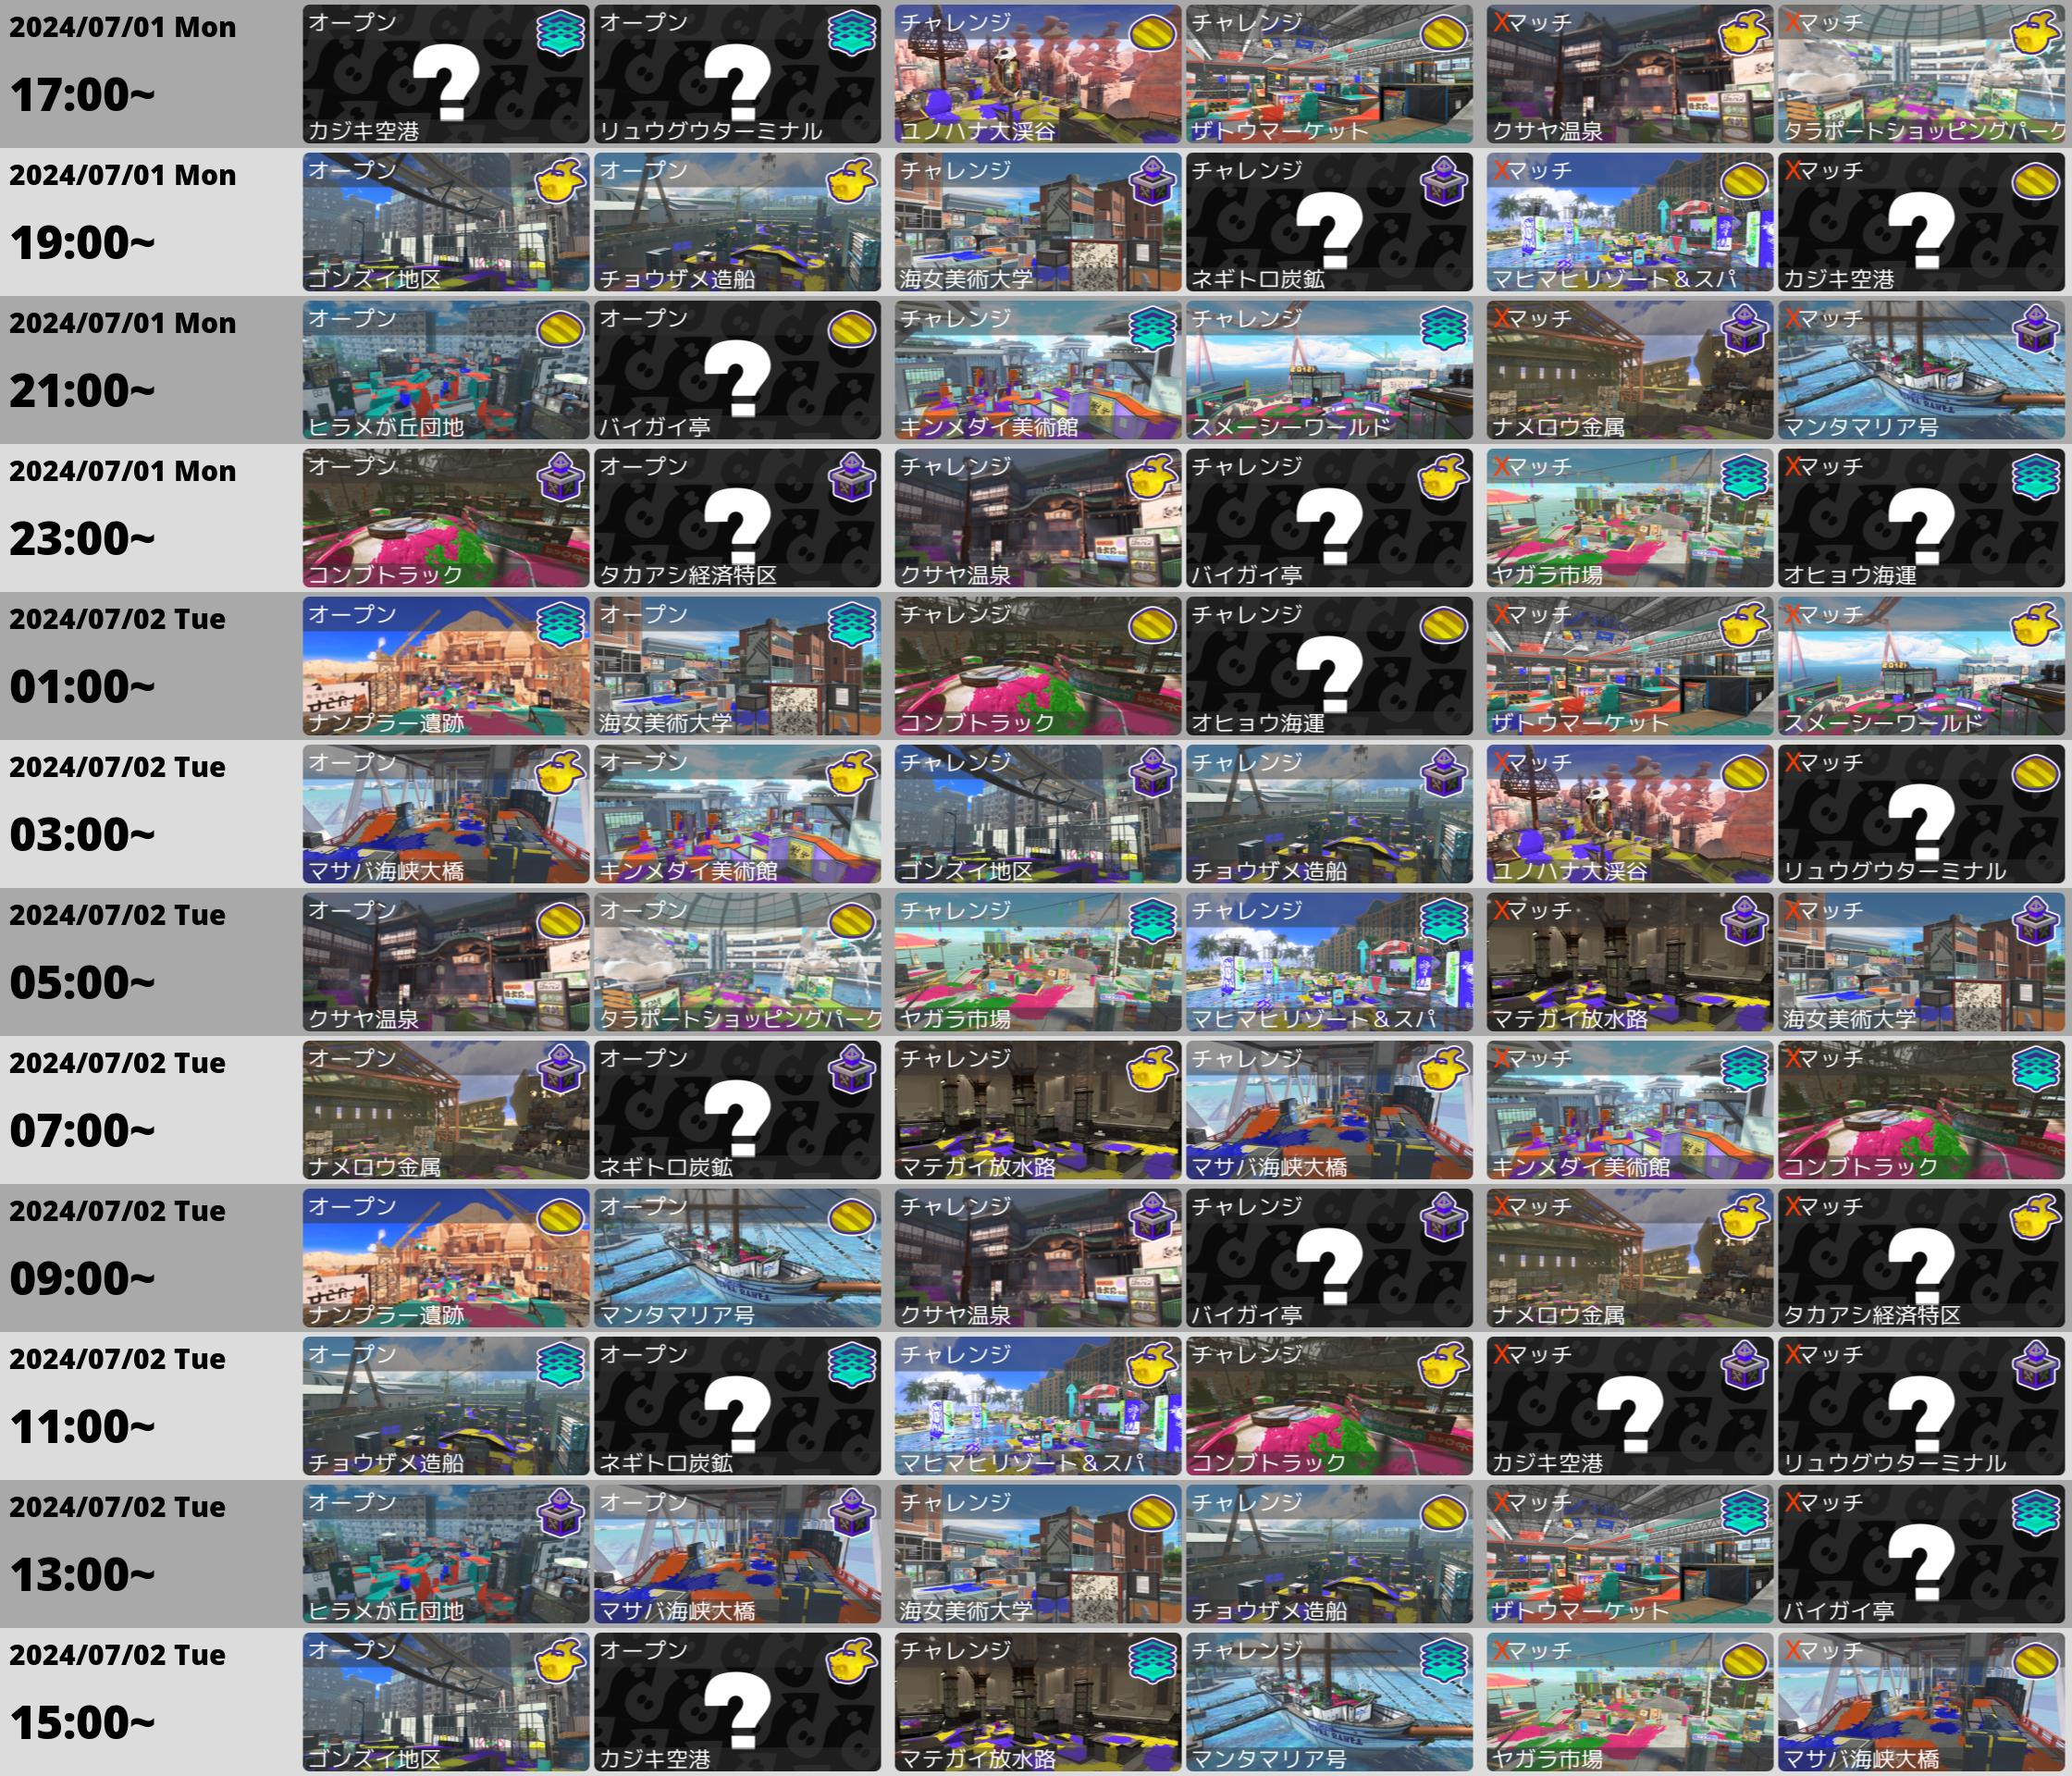 2024/07/01 Mon
17:00~
オープン
カジキ空港
オープン
リュウグウターミナル
チャレンジ
ユノハナ大渓谷
チャレンジ
ザトウマーケット
Xマッチ
クサヤ温泉
Xマッチ
タラポートショッピングパーク
2024/07/01 Mon
19:00~
オープン
ゴンズイ地区
オープン
チョウザメ造船
チャレンジ
海女美術大学
チャレンジ
ネギトロ炭鉱
Xマッチ
マヒマヒリゾート＆スパ
Xマッチ
カジキ空港
2024/07/01 Mon
21:00~
オープン
ヒラメが丘団地
オープン
バイガイ亭
チャレンジ
キンメダイ美術館
チャレンジ
スメーシーワールド
Xマッチ
ナメロウ金属
Xマッチ
マンタマリア号
2024/07/01 Mon
23:00~
オープン
コンブトラック
オープン
タカアシ経済特区
チャレンジ
クサヤ温泉
チャレンジ
バイガイ亭
Xマッチ
ヤガラ市場
Xマッチ
オヒョウ海運
2024/07/02 Tue
01:00~
オープン
ナンプラー遺跡
オープン
海女美術大学
チャレンジ
コンブトラック
チャレンジ
オヒョウ海運
Xマッチ
ザトウマーケット
Xマッチ
スメーシーワールド
2024/07/02 Tue
03:00~
オープン
マサバ海峡大橋
オープン
キンメダイ美術館
チャレンジ
ゴンズイ地区
チャレンジ
チョウザメ造船
Xマッチ
ユノハナ大渓谷
Xマッチ
リュウグウターミナル
2024/07/02 Tue
05:00~
オープン
クサヤ温泉
オープン
タラポートショッピングパーク
チャレンジ
ヤガラ市場
チャレンジ
マヒマヒリゾート＆スパ
Xマッチ
マテガイ放水路
Xマッチ
海女美術大学
2024/07/02 Tue
07:00~
オープン
ナメロウ金属
オープン
ネギトロ炭鉱
チャレンジ
マテガイ放水路
チャレンジ
マサバ海峡大橋
Xマッチ
キンメダイ美術館
Xマッチ
コンブトラック
2024/07/02 Tue
09:00~
オープン
ナンプラー遺跡
オープン
マンタマリア号
チャレンジ
クサヤ温泉
チャレンジ
バイガイ亭
Xマッチ
ナメロウ金属
Xマッチ
タカアシ経済特区
2024/07/02 Tue
11:00~
オープン
チョウザメ造船
オープン
ネギトロ炭鉱
チャレンジ
マヒマヒリゾート＆スパ
チャレンジ
コンブトラック
Xマッチ
カジキ空港
Xマッチ
リュウグウターミナル
2024/07/02 Tue
13:00~
オープン
ヒラメが丘団地
オープン
マサバ海峡大橋
チャレンジ
海女美術大学
チャレンジ
チョウザメ造船
Xマッチ
ザトウマーケット
Xマッチ
バイガイ亭
2024/07/02 Tue
15:00~
オープン
ゴンズイ地区
オープン
カジキ空港
チャレンジ
マテガイ放水路
チャレンジ
マンタマリア号
Xマッチ
ヤガラ市場
Xマッチ
マサバ海峡大橋